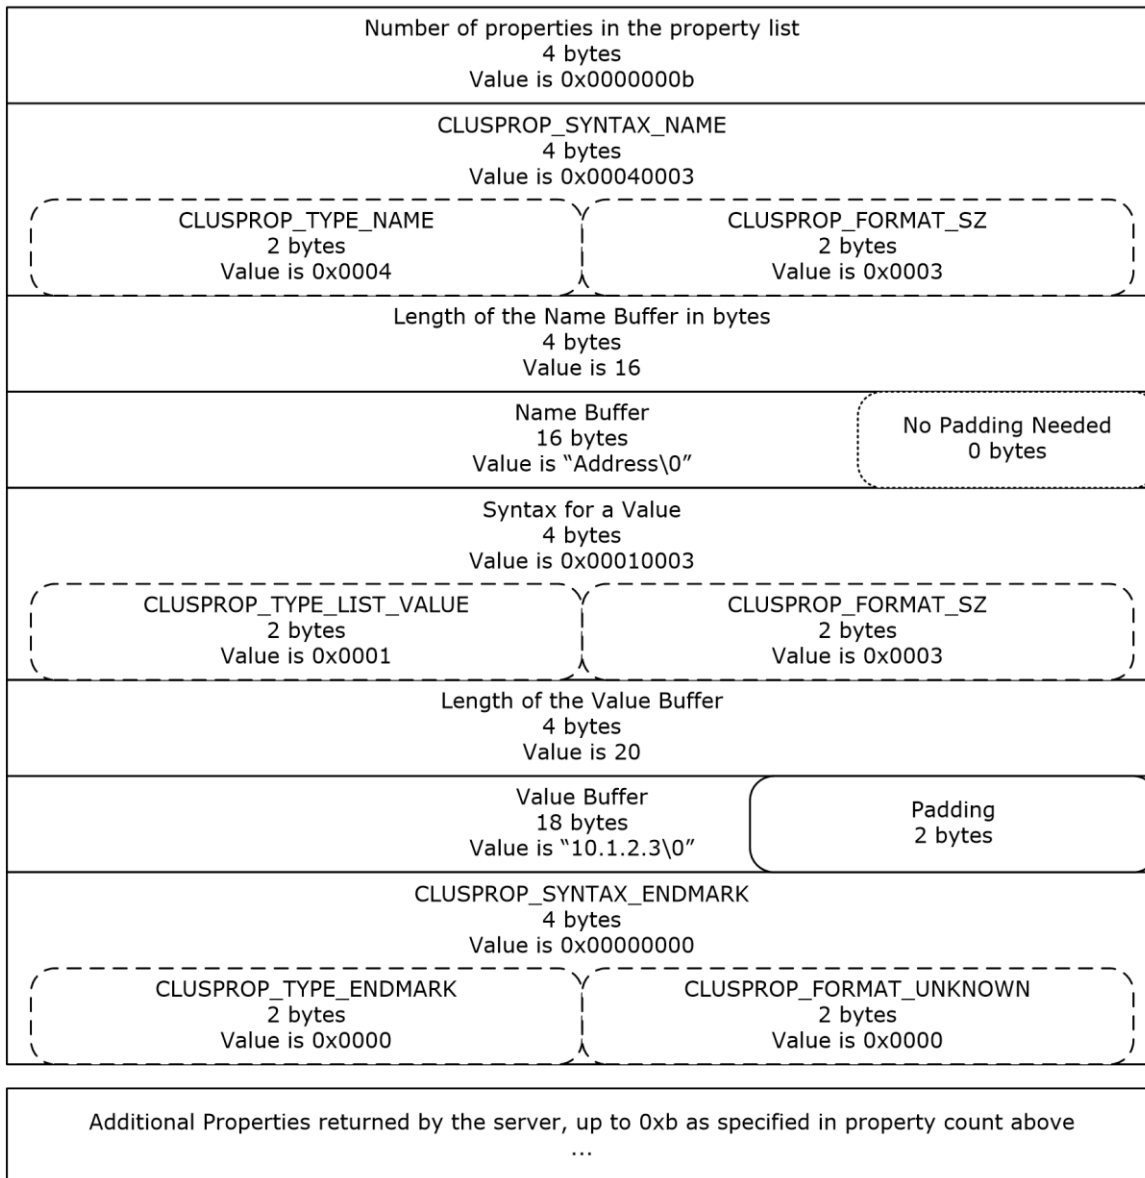 Number of properties in the property list
4 bytes
Value is 0x0000000b
CLUSPROP_SYNTAX_NAME
4 bytes
Value is 0x00040003
CLUSPROP_TYPE_NAME
2 bytes
Value is 0x0004
CLUSPROP_FORMAT_SZ
2 bytes
Value is 0x0003
Length of the Name Buffer in bytes
4 bytes
Value is 16
Name Buffer
16 bytes
Value is “Address\0”
No Padding Needed
0 bytes
Syntax for a Value
4 bytes
Value is 0x00010003
CLUSPROP_TYPE_LIST_VALUE
2 bytes
Value is 0x0001
CLUSPROP_FORMAT_SZ
2 bytes
Value is 0x0003
Length of the Value Buffer
4 bytes
Value is 20
Value Buffer
18 bytes
Value is “10.1.2.3\0”
Padding
2 bytes
CLUSPROP_SYNTAX_ENDMARK
4 bytes
Value is 0x00000000
CLUSPROP_TYPE_ENDMARK
2 bytes
Value is 0x0000
CLUSPROP_FORMAT_UNKNOWN
2 bytes
Value is 0x0000
Additional Properties returned by the server, up to 0xb as specified in property count above
...